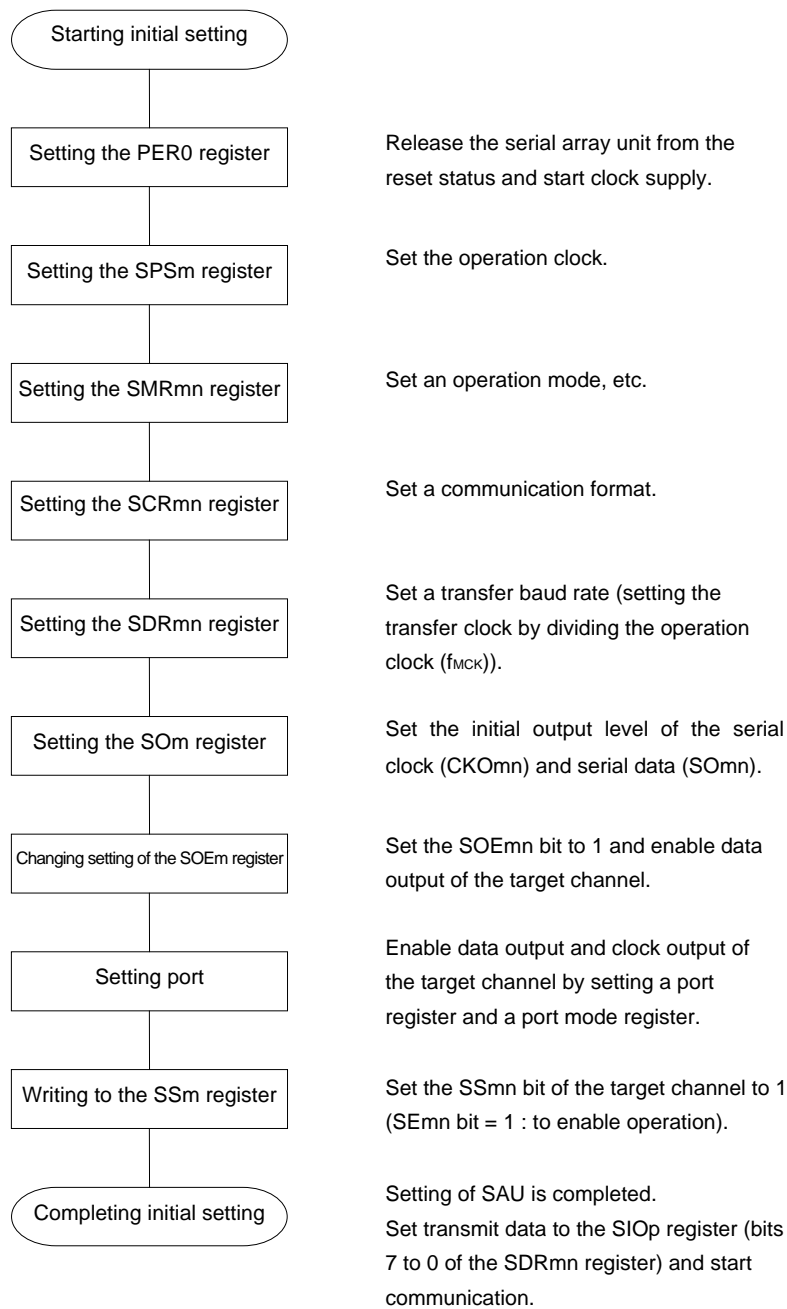 Starting initial setting
Setting the PER0 register
Release the serial array unit from the
reset status and start clock supply.
Setting the SPSm register
Set the operation clock.
Setting the SMRmn register
Set an operation mode, etc.
Setting the SCRmn register
Set a communication format.
Setting the SDRmn register
Set a transfer baud rate (setting the
transfer clock by dividing the operation
clock (fMCK)).
Setting the SOm register
Set the initial output level of the serial
clock (CKOmn) and serial data (SOmn).
Changing setting of the SOEm register
Set the SOEmn bit to 1 and enable data
output of the target channel.
Setting port
Enable data output and clock output of
the target channel by setting a port
register and a port mode register.
Writing to the SSm register
Set the SSmn bit of the target channel to 1
(SEmn bit = 1 : to enable operation).
Completing initial setting
Setting of SAU is completed.
Set transmit data to the SIOp register (bits
7 to 0 of the SDRmn register) and start
communication.